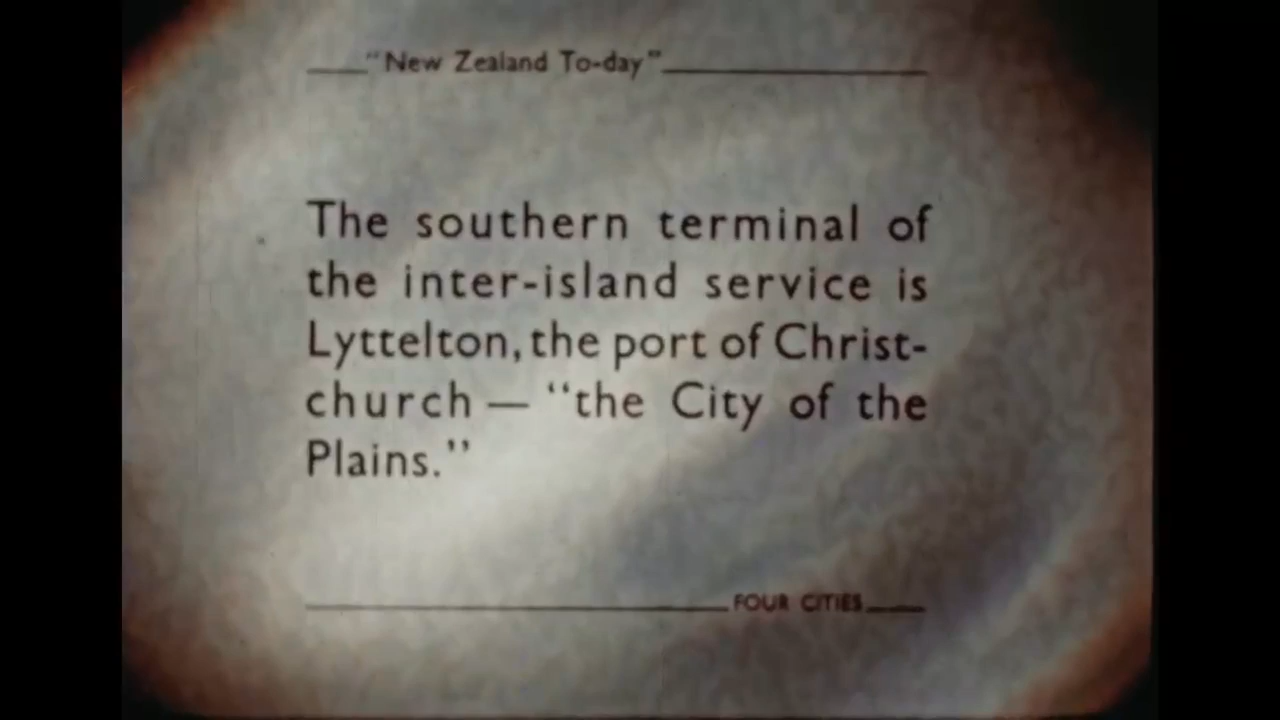 "New Zealand To-day"
The southern terminal of
the inter-island service is
Lyttelton, the port of Christ-
church — "the City of the
Plains."
FOUR CITIES